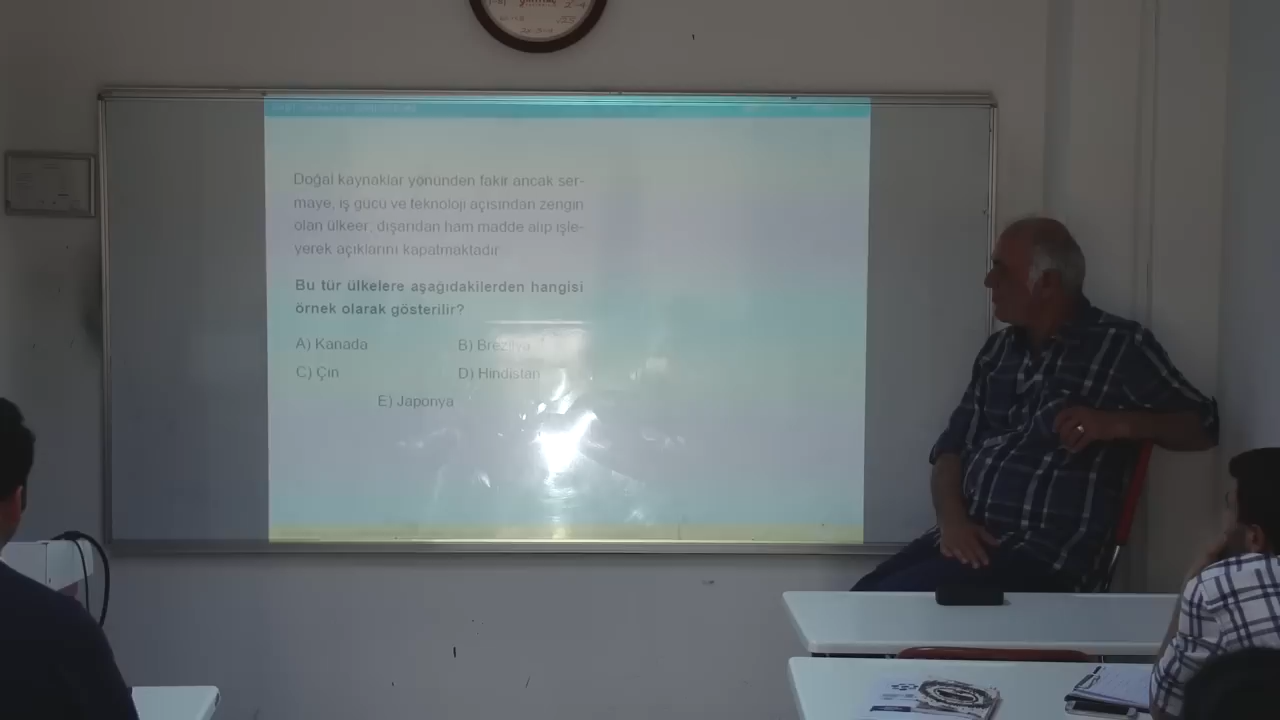 Doğal kaynaklar yönünden fakir ancak ser-
maye, iş gücü ve teknoloji açısından zengin
olan ülkeer, dışarıdan ham madde alıp işle-
yerek açıklarını kapatmaktadır.
Bu tür ülkelere aşağıdakilerden hangisi
örnek olarak gösterilir?
A) Kanada B) Brezilya
C) Çin D) Hindistan
E) Japonya